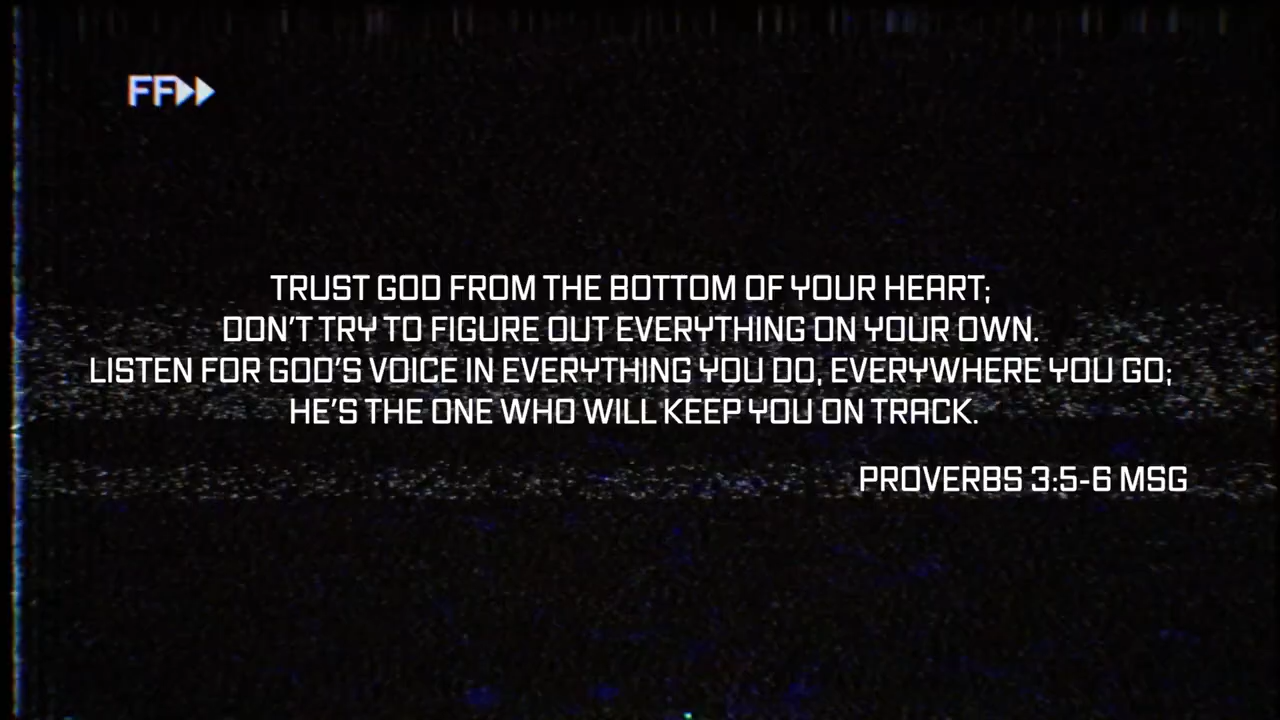 FF
TRUST GOD FROM THE BOTTOM OF YOUR HEART;
DON'T TRY TO FIGURE OUT EVERYTHING ON YOUR OWN.
LISTEN FOR GOD'S VOICE IN EVERYTHING YOU DO, EVERYWHERE YOU GO;
HE'S THE ONE WHO WILL KEEP YOU ON TRACK.
PROVERBS 3:5-6 MSG